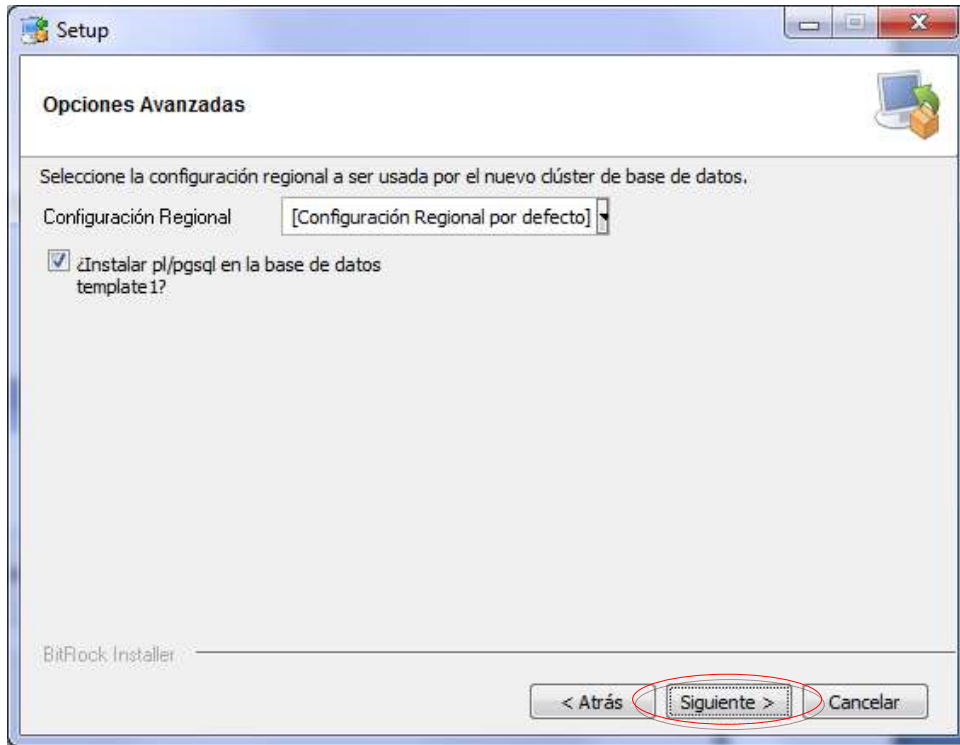 Setup
Opciones Avanzadas
Seleccione la configuración regional a ser usada por el nuevo clúster de base de datos.
Configuración Regional [Configuración Regional por defecto]
¿Instalar pl/pgsql en la base de datos
template1?
BitRock Installer
< Atrás Siguiente > Cancelar